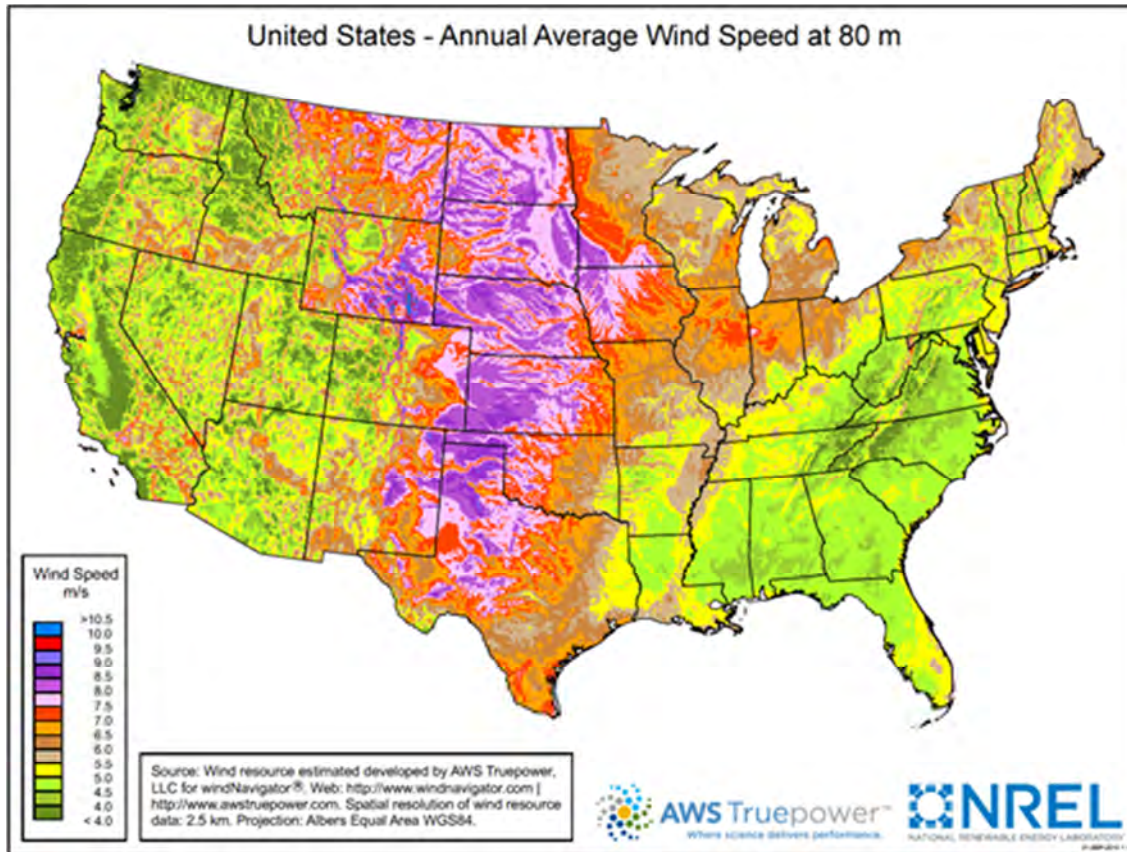 United States - Annual Average Wind Speed at 80 m
Wind Speed
m/s
>10.5
10.0
9.5
9.0
8.5
8.0
7.5
7.0
6.5
6.0
5.5
5.0
4.5
4.0
< 4.0
Source: Wind resource estimated developed by AWS Truepower,
LLC for windNavigator®. Web: http://www.windnavigator.com |
http://www.awstruepower.com. Spatial resolution of wind resource
data: 2.5 km. Projection: Albers Equal Area WGS84.
AWS Truepower™
Where science delivers performance.
NREL
NATIONAL RENEWABLE ENERGY LABORATORY